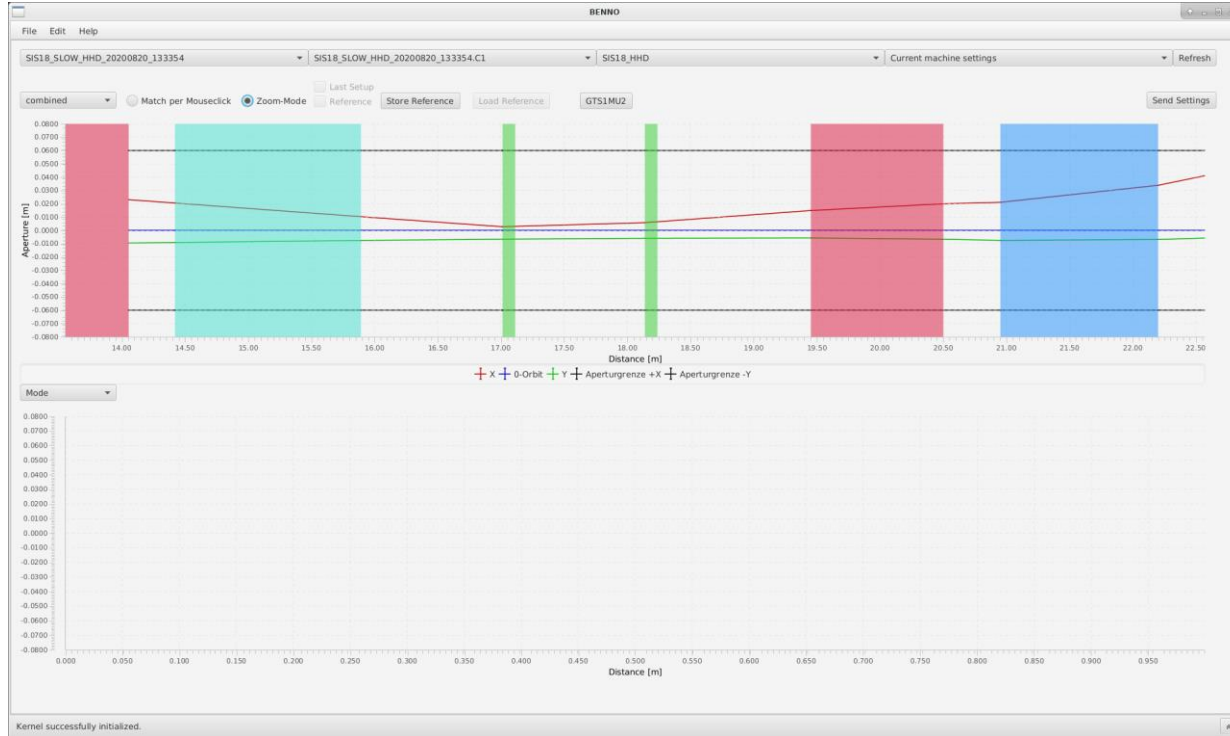 BENNO
File Edit Help
SIS18_SLOW_HHD_20200820_133354 SIS18_SLOW_HHD_20200820_133354.C1 SIS18_HHD Current machine settings Refresh
Last Setup
combined Match per Mouseclick Zoom-Mode Reference Store Reference Load Reference GTS1MU2 Send Settings
0.0800
0.0700
0.0600
0.0500
0.0400
0.0300
0.0200
0.0100
0.0000
-0.0100
-0.0200
-0.0300
-0.0400
-0.0500
-0.0600
-0.0700
-0.0800
Aperture [m]
14.00 14.50 15.00 15.50 16.00 16.50 17.00 17.50 18.00 18.50 19.00 19.50 20.00 20.50 21.00 21.50 22.00 22.50
Distance [m]
X 0-Orbit Y Aperturgrenze +X Aperturgrenze -Y
Mode
0.0800
0.0700
0.0600
0.0500
0.0400
0.0300
0.0200
0.0100
0.0000
-0.0100
-0.0200
-0.0300
-0.0400
-0.0500
-0.0600
-0.0700
-0.0800
0.000 0.050 0.100 0.150 0.200 0.250 0.300 0.350 0.400 0.450 0.500 0.550 0.600 0.650 0.700 0.750 0.800 0.850 0.900 0.950
Distance [m]
Kernel successfully initialized.